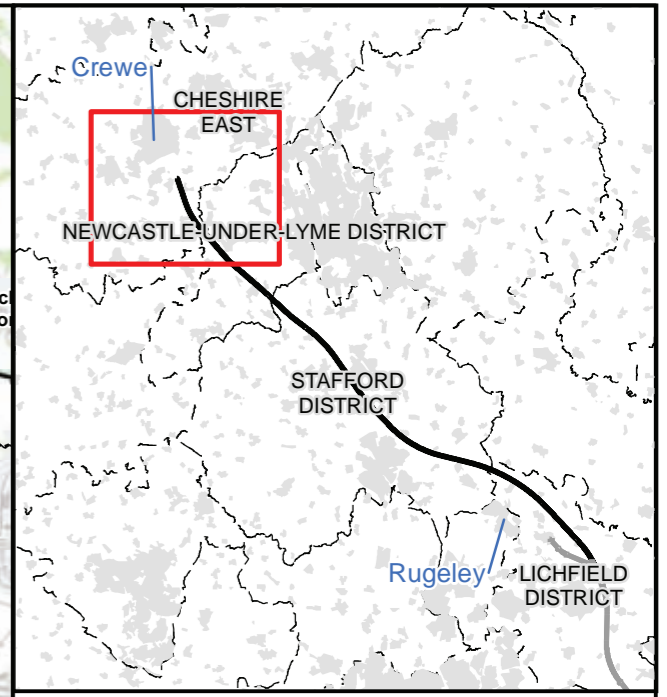 Crewe
CHESHIRE
EAST
NEWCASTLE-UNDER-LYME DISTRICT
STAFFORD
DISTRICT
Rugeley
LICHFIELD
DISTRICT